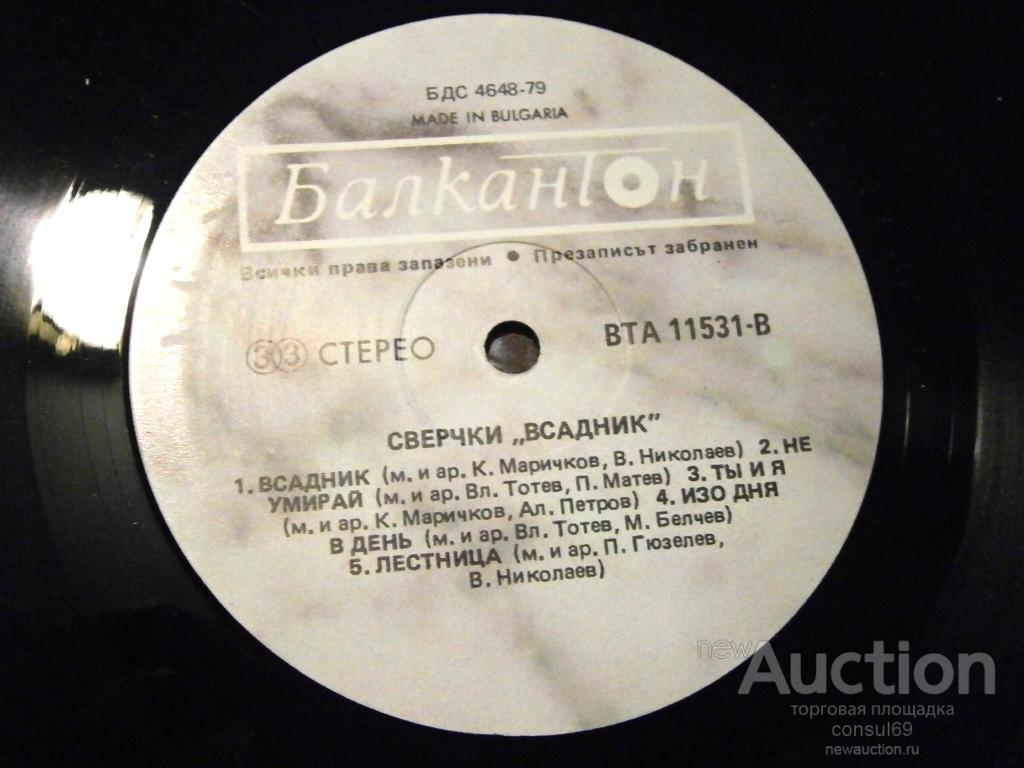 БДС 4648-79
MADE IN BULGARIA
Балкантон
Всички права запазени • Презаписът забранен
33 СТЕРЕО
ВТА 11531-В
СВЕРЧКИ „ВСАДНИК"
1. ВСАДНИК (м. и ар. К. Маричков, В. Николаев) 2. НЕ
УМИРАЙ (м. и ар. Вл. Тотев, П. Матев) 3. ТЫ И Я
(м. и ар. К. Маричков, Ал. Петров) 4. ИЗО ДНЯ
В ДЕНЬ (м. и ар. Вл. Тотев, М. Белчев)
5. ЛЕСТНИЦА (м. и ар. П. Гюзелев,
В. Николаев)
newAuction
торговая площадка
consul69
newauction.ru